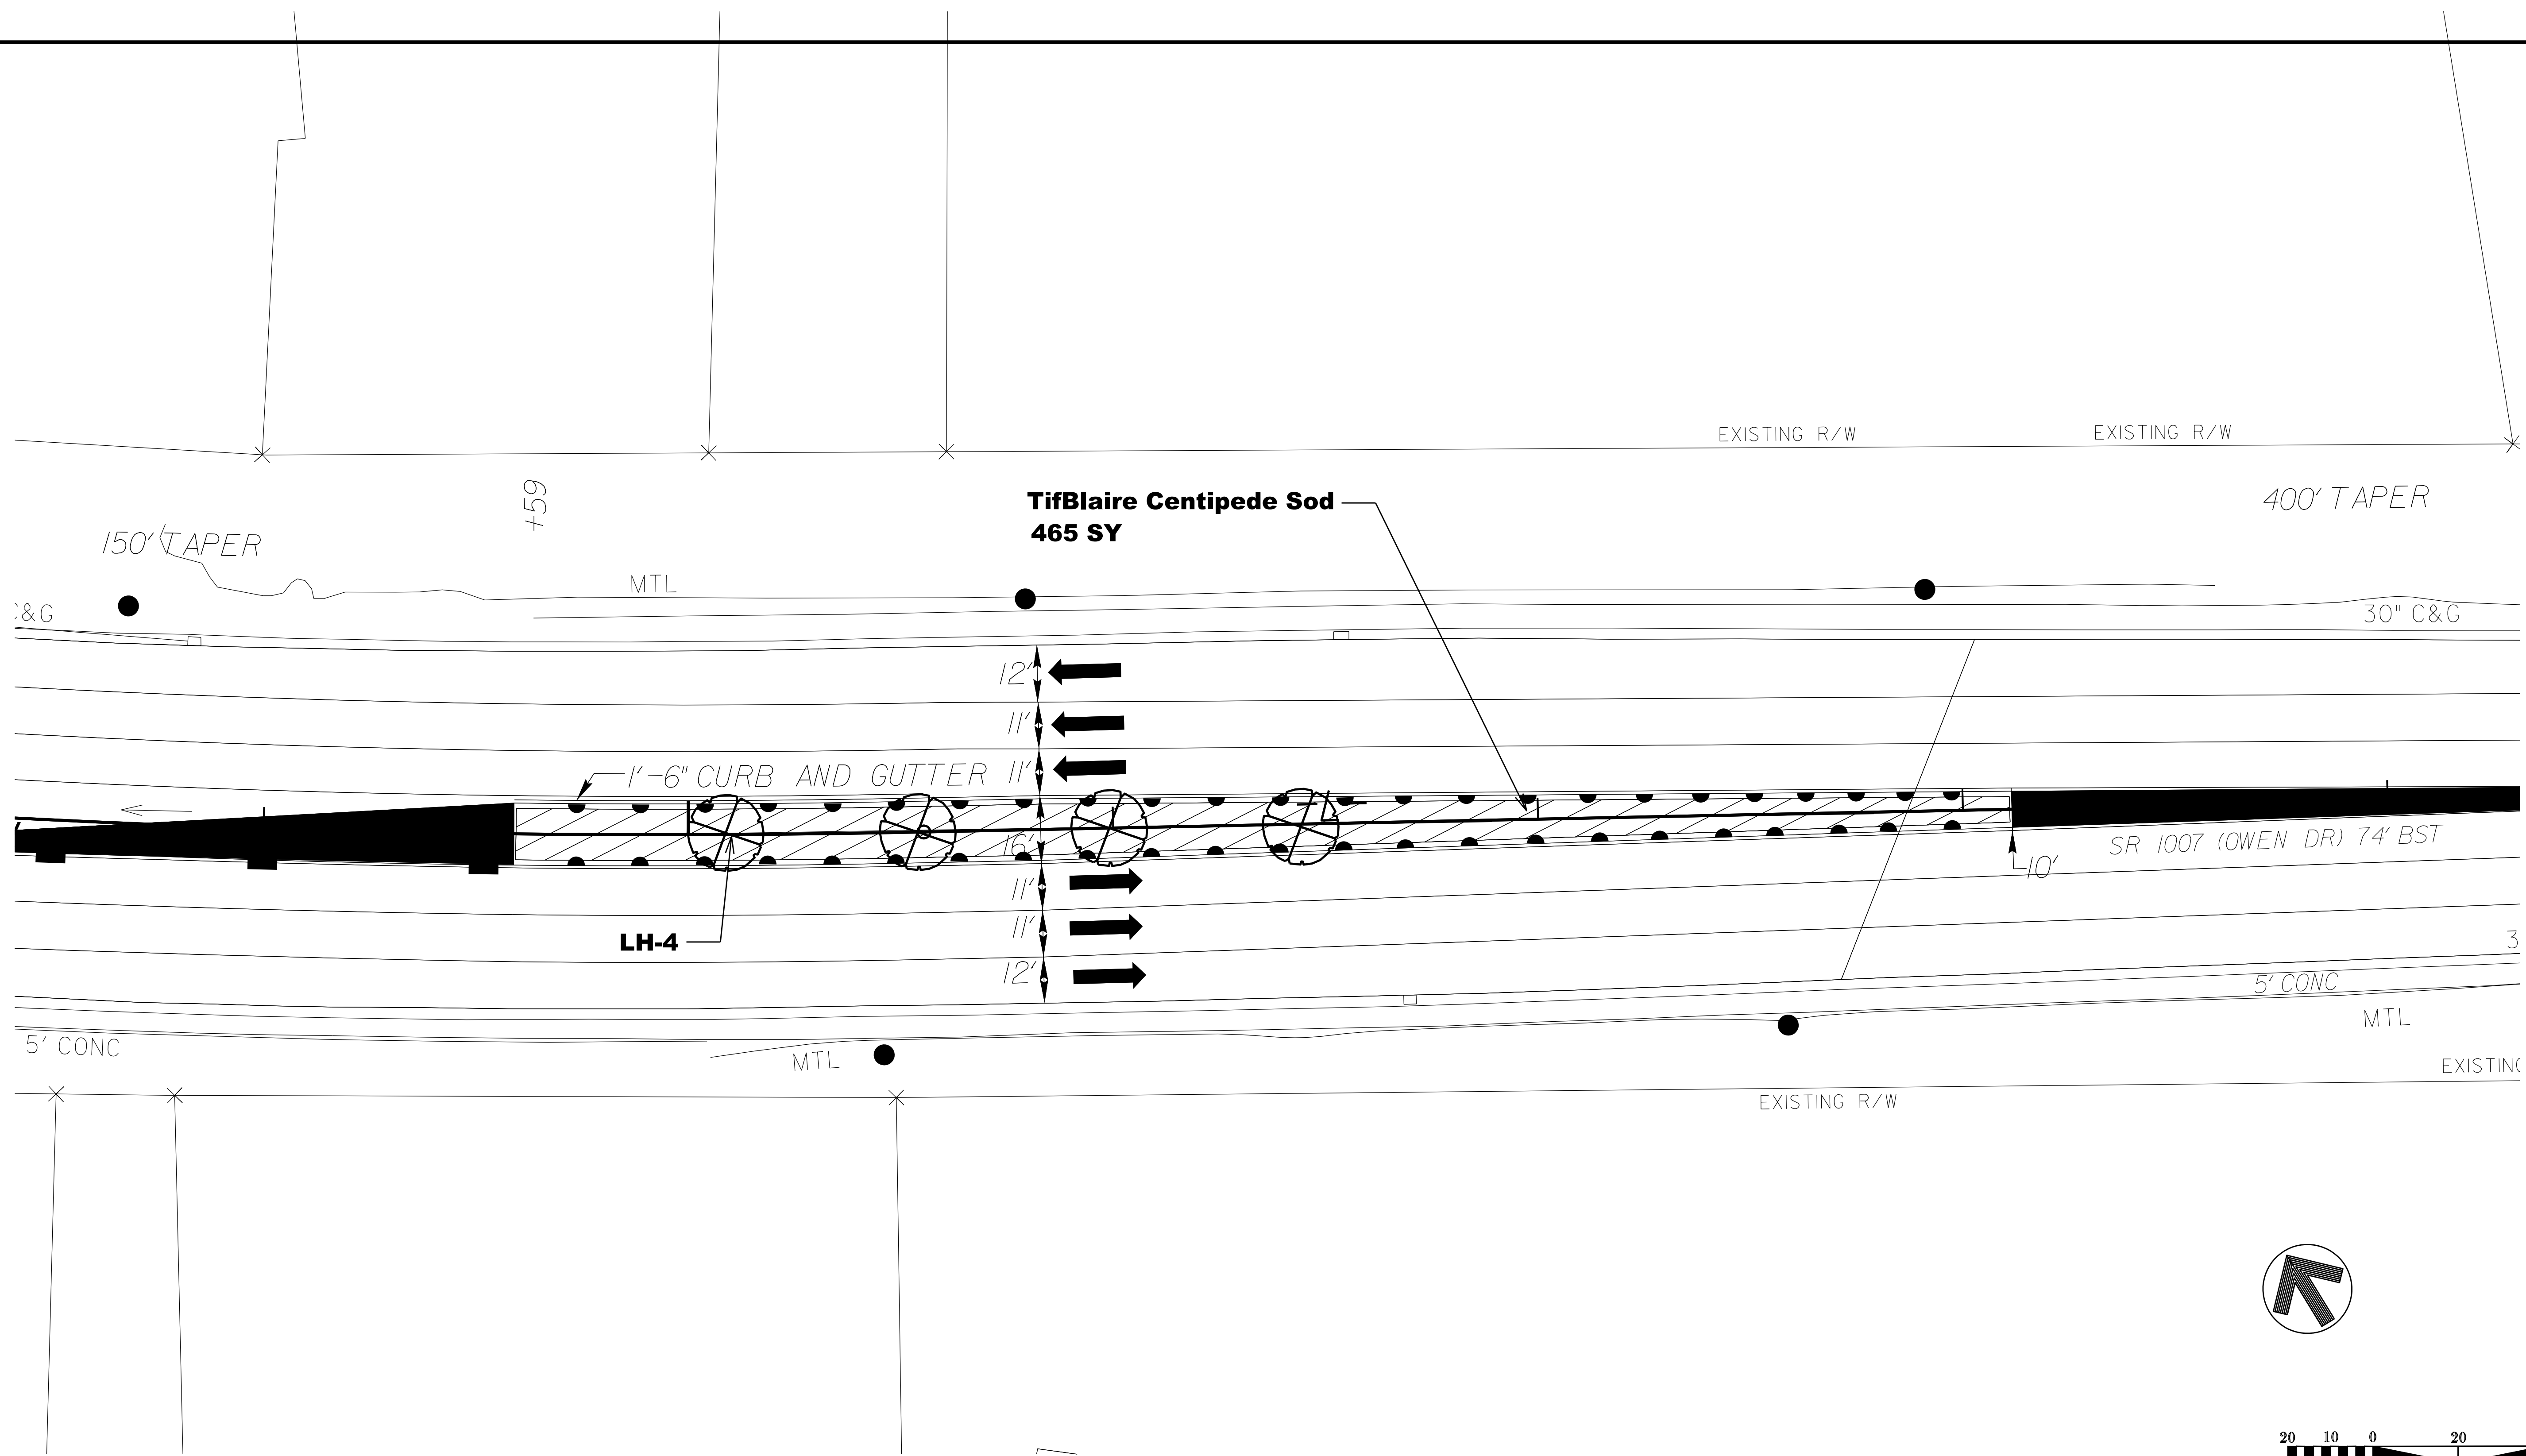 EXISTING R/W
EXISTING R/W
+59
TifBlaire Centipede Sod
465 SY
400' TAPER
150' TAPER
MTL
C&G
30" C&G
12'
11'
11'
1'-6" CURB AND GUTTER
16'
SR 1007 (OWEN DR) 74' BST
10'
11'
LH-4
11'
12'
3
5' CONC
MTL
5' CONC
MTL
EXISTING
EXISTING R/W
20 10 0 20